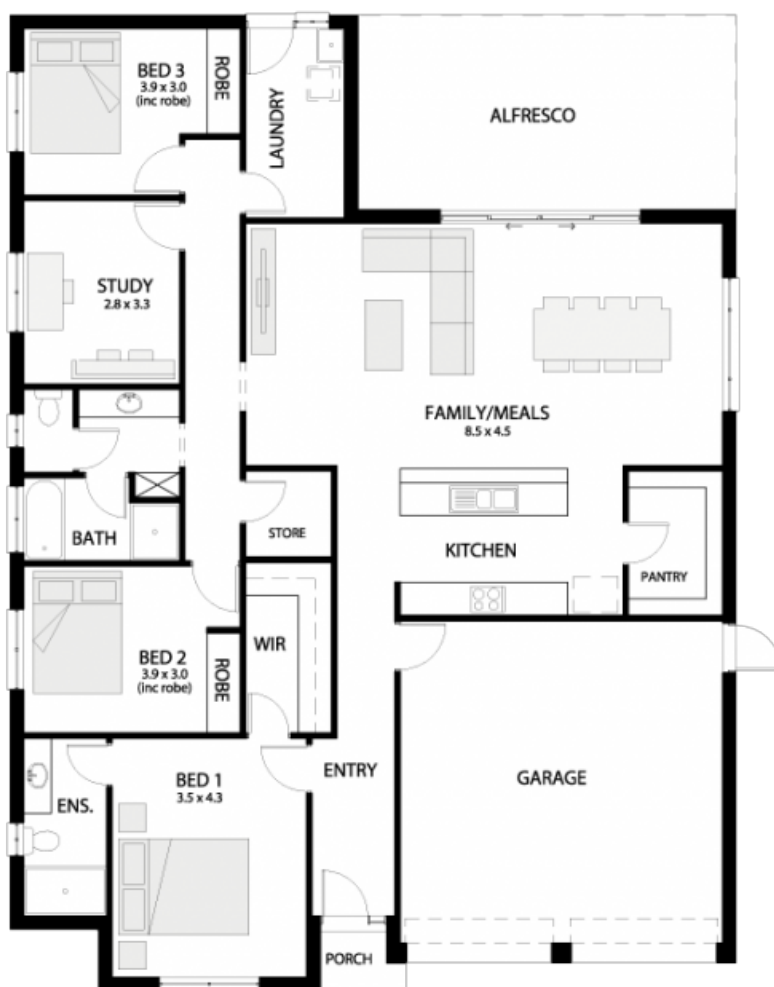 BED 3
3.9 x 3.0
(inc robe)
ROBE
LAUNDRY
ALFRESCO
STUDY
2.8 x 3.3
FAMILY/MEALS
8.5 x 4.5
BATH
STORE
KITCHEN
PANTRY
BED 2
3.9 x 3.0
(inc robe)
ROBE
WIR
ENS.
BED 1
3.5 x 4.3
ENTRY
GARAGE
PORCH